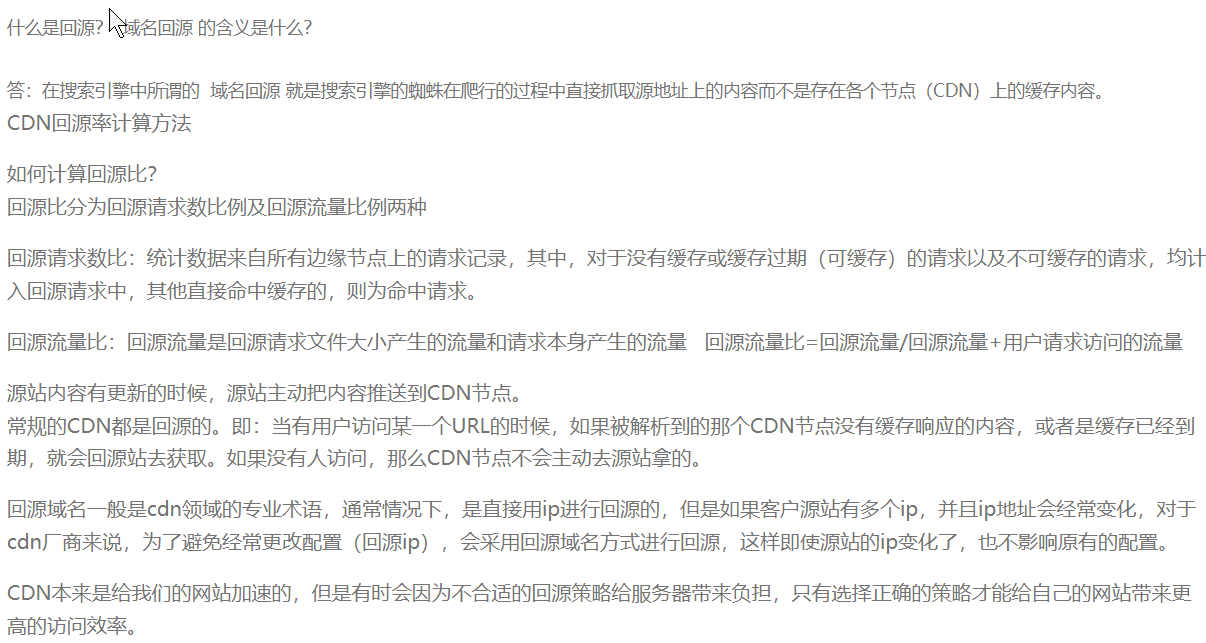 什么是回源？ 域名回源 的含义是什么？
答：在搜索引擎中所谓的 域名回源 就是搜索引擎的蜘蛛在爬行的过程中直接抓取源地址上的内容而不是存在各个节点（CDN）上的缓存内容。
CDN回源率计算方法
如何计算回源比？
回源比分为回源请求数比例及回源流量比例两种
回源请求数比：统计数据来自所有边缘节点上的请求记录，其中，对于没有缓存或缓存过期（可缓存）的请求以及不可缓存的请求，均计
入回源请求中，其他直接命中缓存的，则为命中请求。
回源流量比：回源流量是回源请求文件大小产生的流量和请求本身产生的流量 回源流量比=回源流量/回源流量+用户请求访问的流量
源站内容有更新的时候，源站主动把内容推送到CDN节点。
常规的CDN都是回源的。即：当有用户访问某一个URL的时候，如果被解析到的那个CDN节点没有缓存响应的内容，或者是缓存已经到
期，就会回源站去获取。如果没有人访问，那么CDN节点不会主动去源站拿的。
回源域名一般是cdn领域的专业术语，通常情况下，是直接用ip进行回源的，但是如果客户源站有多个ip，并且ip地址会经常变化，对于
cdn厂商来说，为了避免经常更改配置（回源ip），会采用回源域名方式进行回源，这样即使源站的ip变化了，也不影响原有的配置。
CDN本来是给我们的网站加速的，但是有时会因为不合适的回源策略给服务器带来负担，只有选择正确的策略才能给自己的网站带来更
高的访问效率。